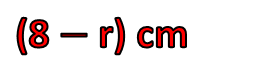 (8 – r) cm